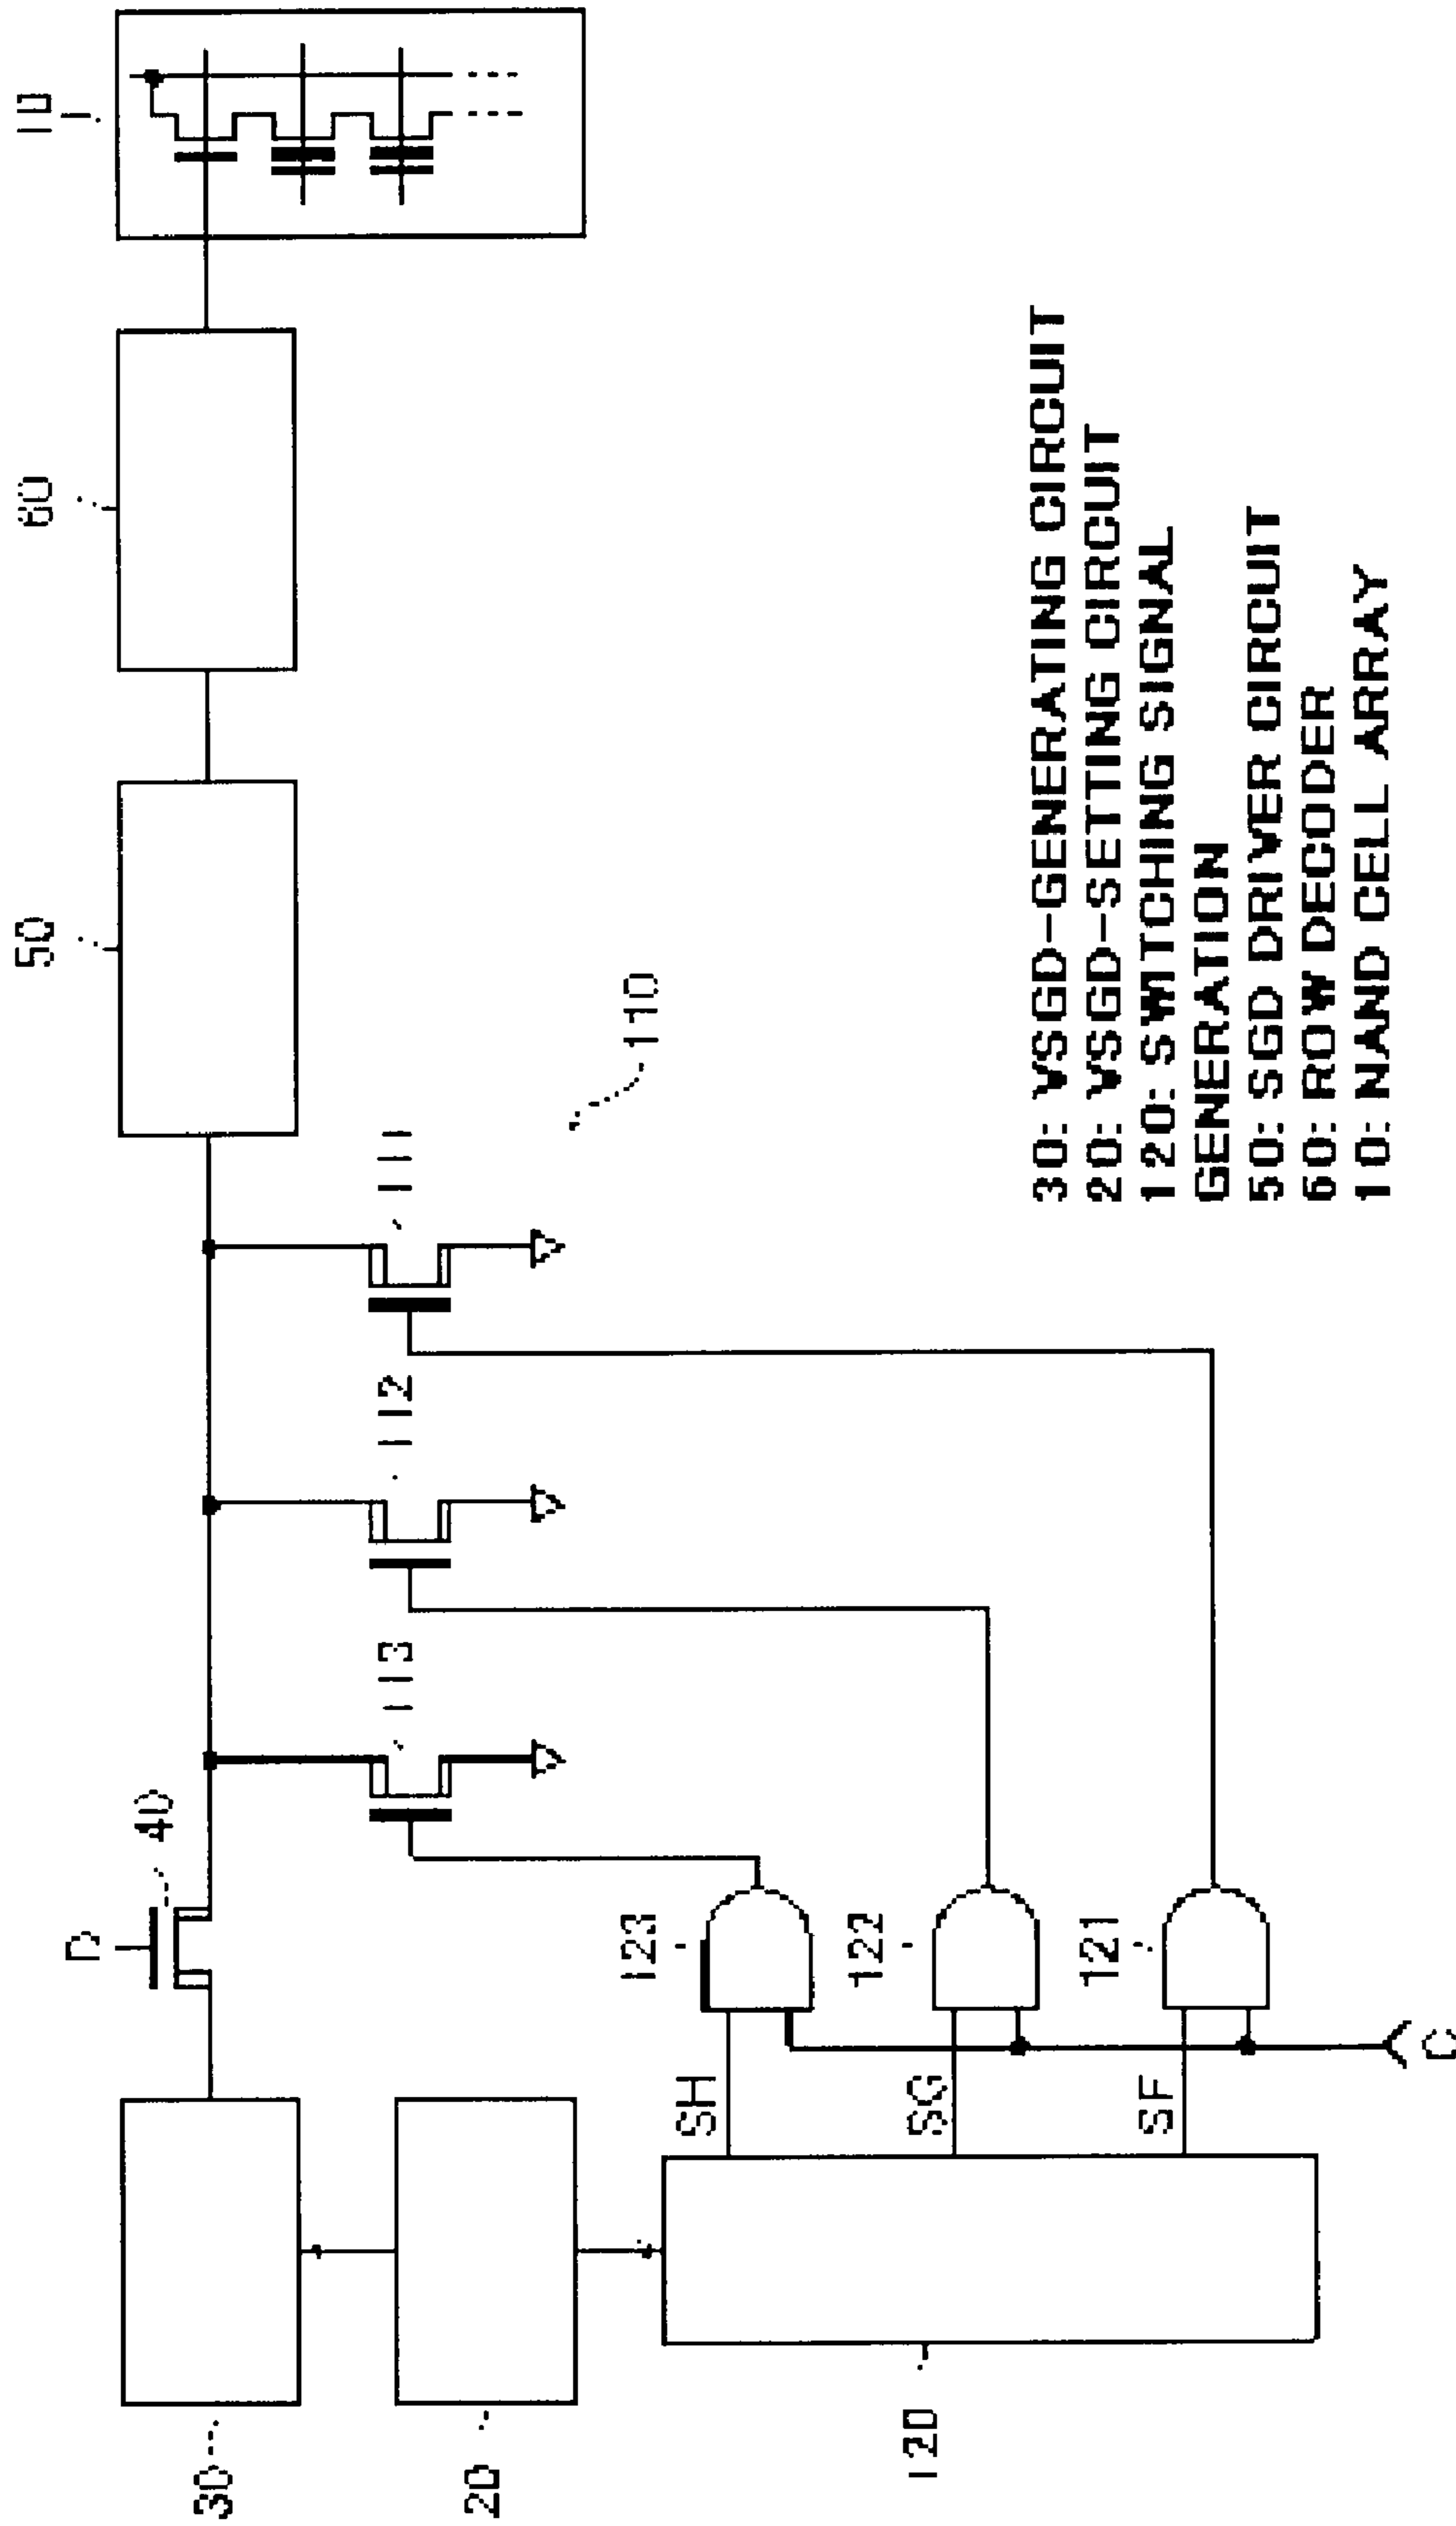 10
60
50
110
111
112
113
40
D
123
122
121
SH
SG
SF
C
30
20
120
30: VSGD-GENERATING CIRCUIT
20: VSGD-SETTING CIRCUIT
120: SWITCHING SIGNAL
GENERATION
50: SGD DRIVER CIRCUIT
60: ROW DECODER
10: NAND CELL ARRAY